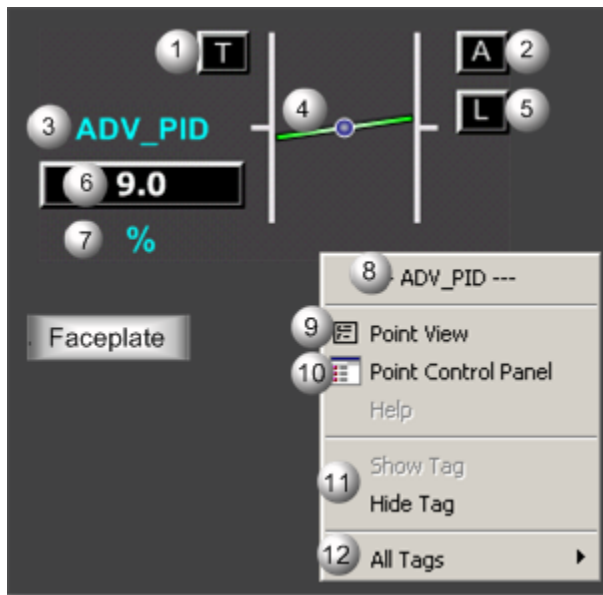 1 T A 2
4
L 5
3 ADV_PID
6 9.0
7 %
8 - ADV_PID ---
Faceplate
9 Point View
10 Point Control Panel
Help
Show Tag
11
Hide Tag
12 All Tags